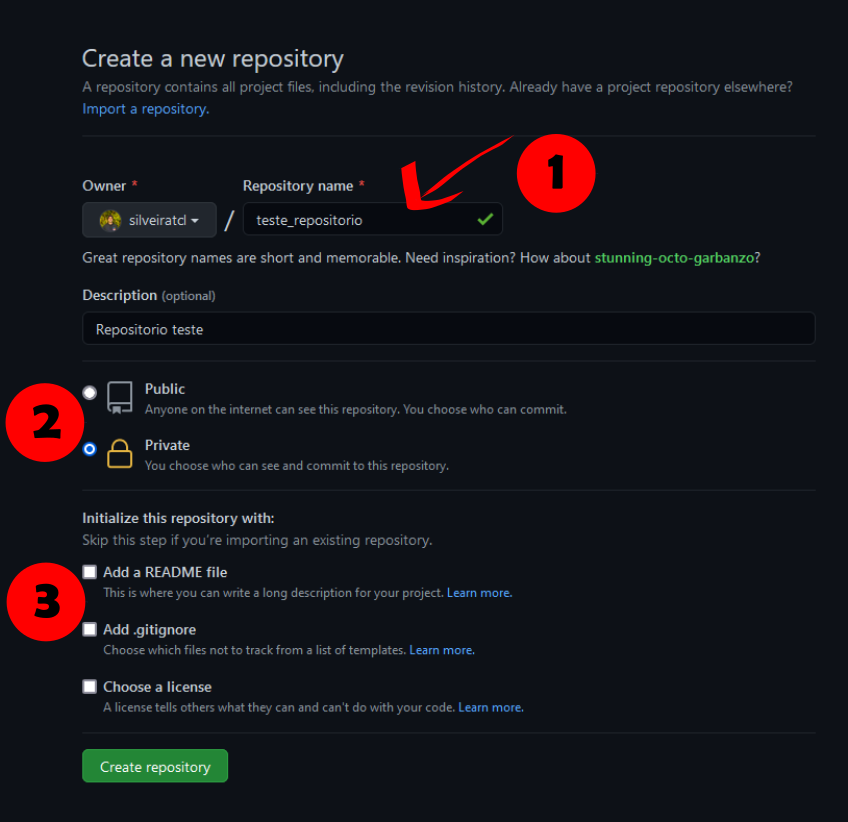 Create a new repository
A repository contains all project files, including the revision history. Already have a project repository elsewhere?
Import a repository.
1
Owner *
Repository name *
silveiratcl
/
teste_repositorio
Great repository names are short and memorable. Need inspiration? How about stunning-octo-garbanzo?
Description (optional)
Repositorio teste
2
Public
Anyone on the internet can see this repository. You choose who can commit.
Private
You choose who can see and commit to this repository.
Initialize this repository with:
Skip this step if you're importing an existing repository.
3
Add a README file
This is where you can write a long description for your project. Learn more.
Add .gitignore
Choose which files not to track from a list of templates. Learn more.
Choose a license
A license tells others what they can and can't do with your code. Learn more.
Create repository